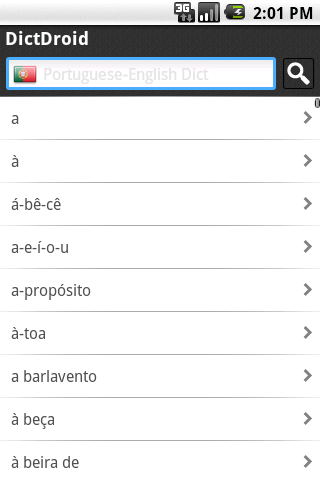 3G 2:01 PM
DictDroid
Portuguese-English Dict
a
à
á-bê-cê
a-e-í-o-u
a-propósito
à-toa
a barlavento
à beça
à beira de